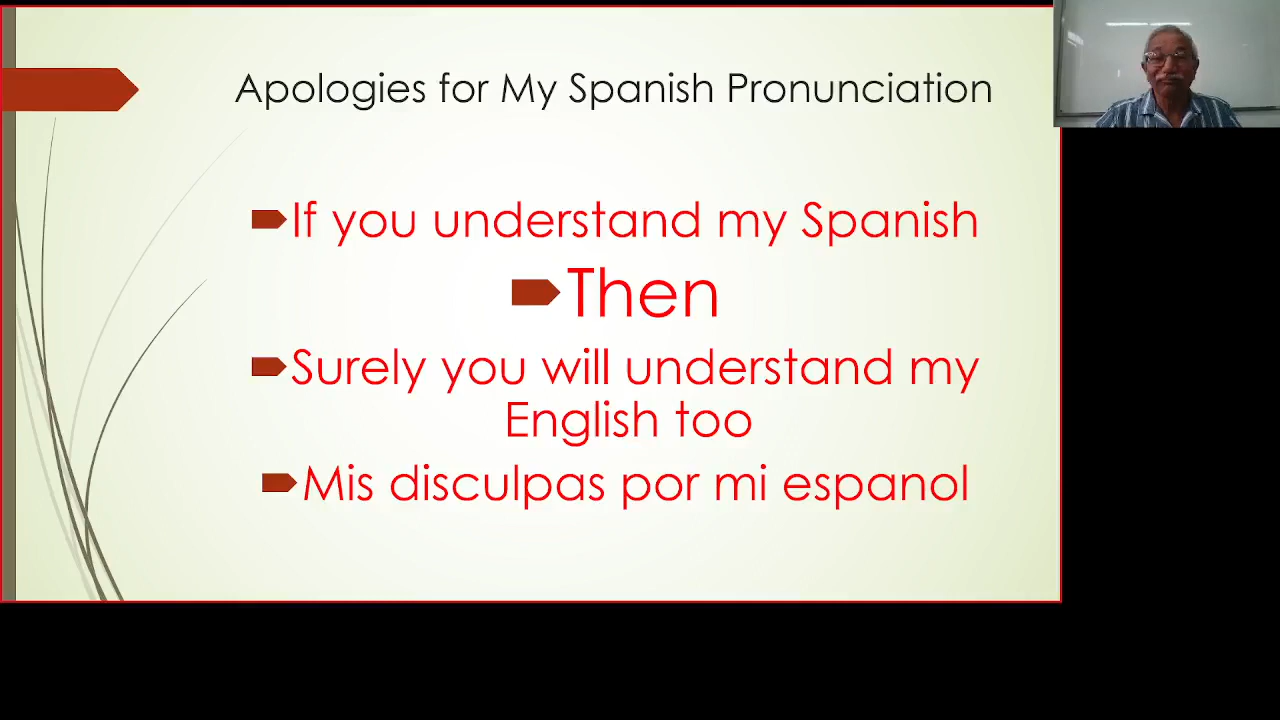 Apologies for My Spanish Pronunciation
If you understand my Spanish
Then
Surely you will understand my
English too
Mis disculpas por mi espanol